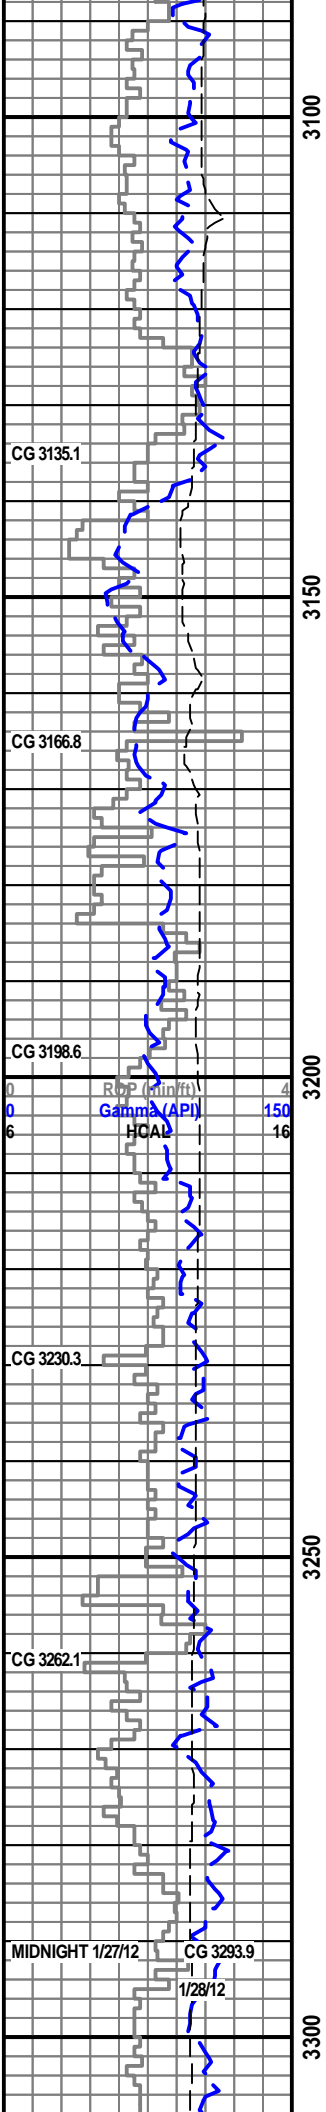 3100
CG 3135.1
3150
CG 3166.8
CG 3198.6
3200
0 ROP (min/ft) 4
0 Gamma (API) 150
6 HCAL 16
CG 3230.3
3250
CG 3262.1
MIDNIGHT 1/27/12 CG 3293.9
1/28/12
3300